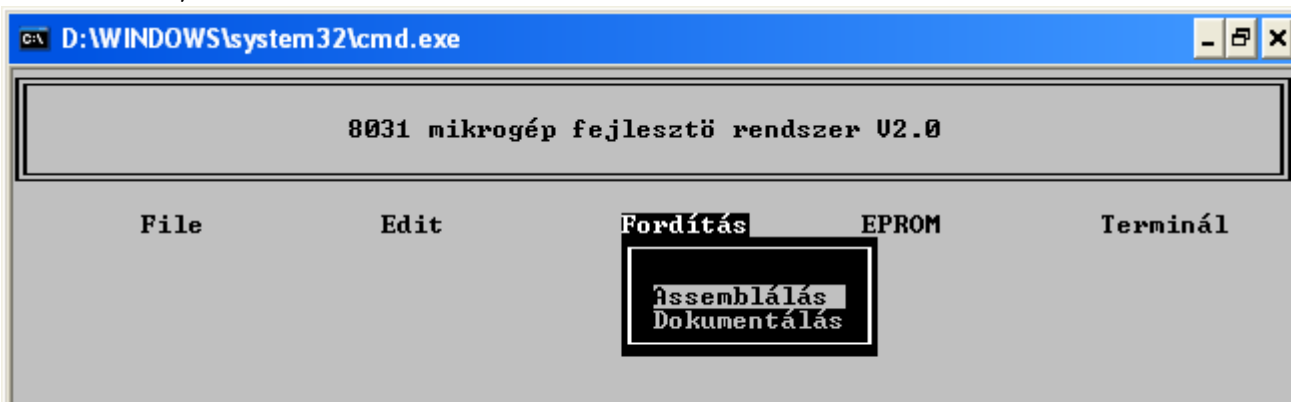 D:\WINDOWS\system32\cmd.exe
8031 mikrogép fejlesztö rendszer V2.0
File Edit Fordítás EPROM Terminál
Assemblálás
Dokumentálás